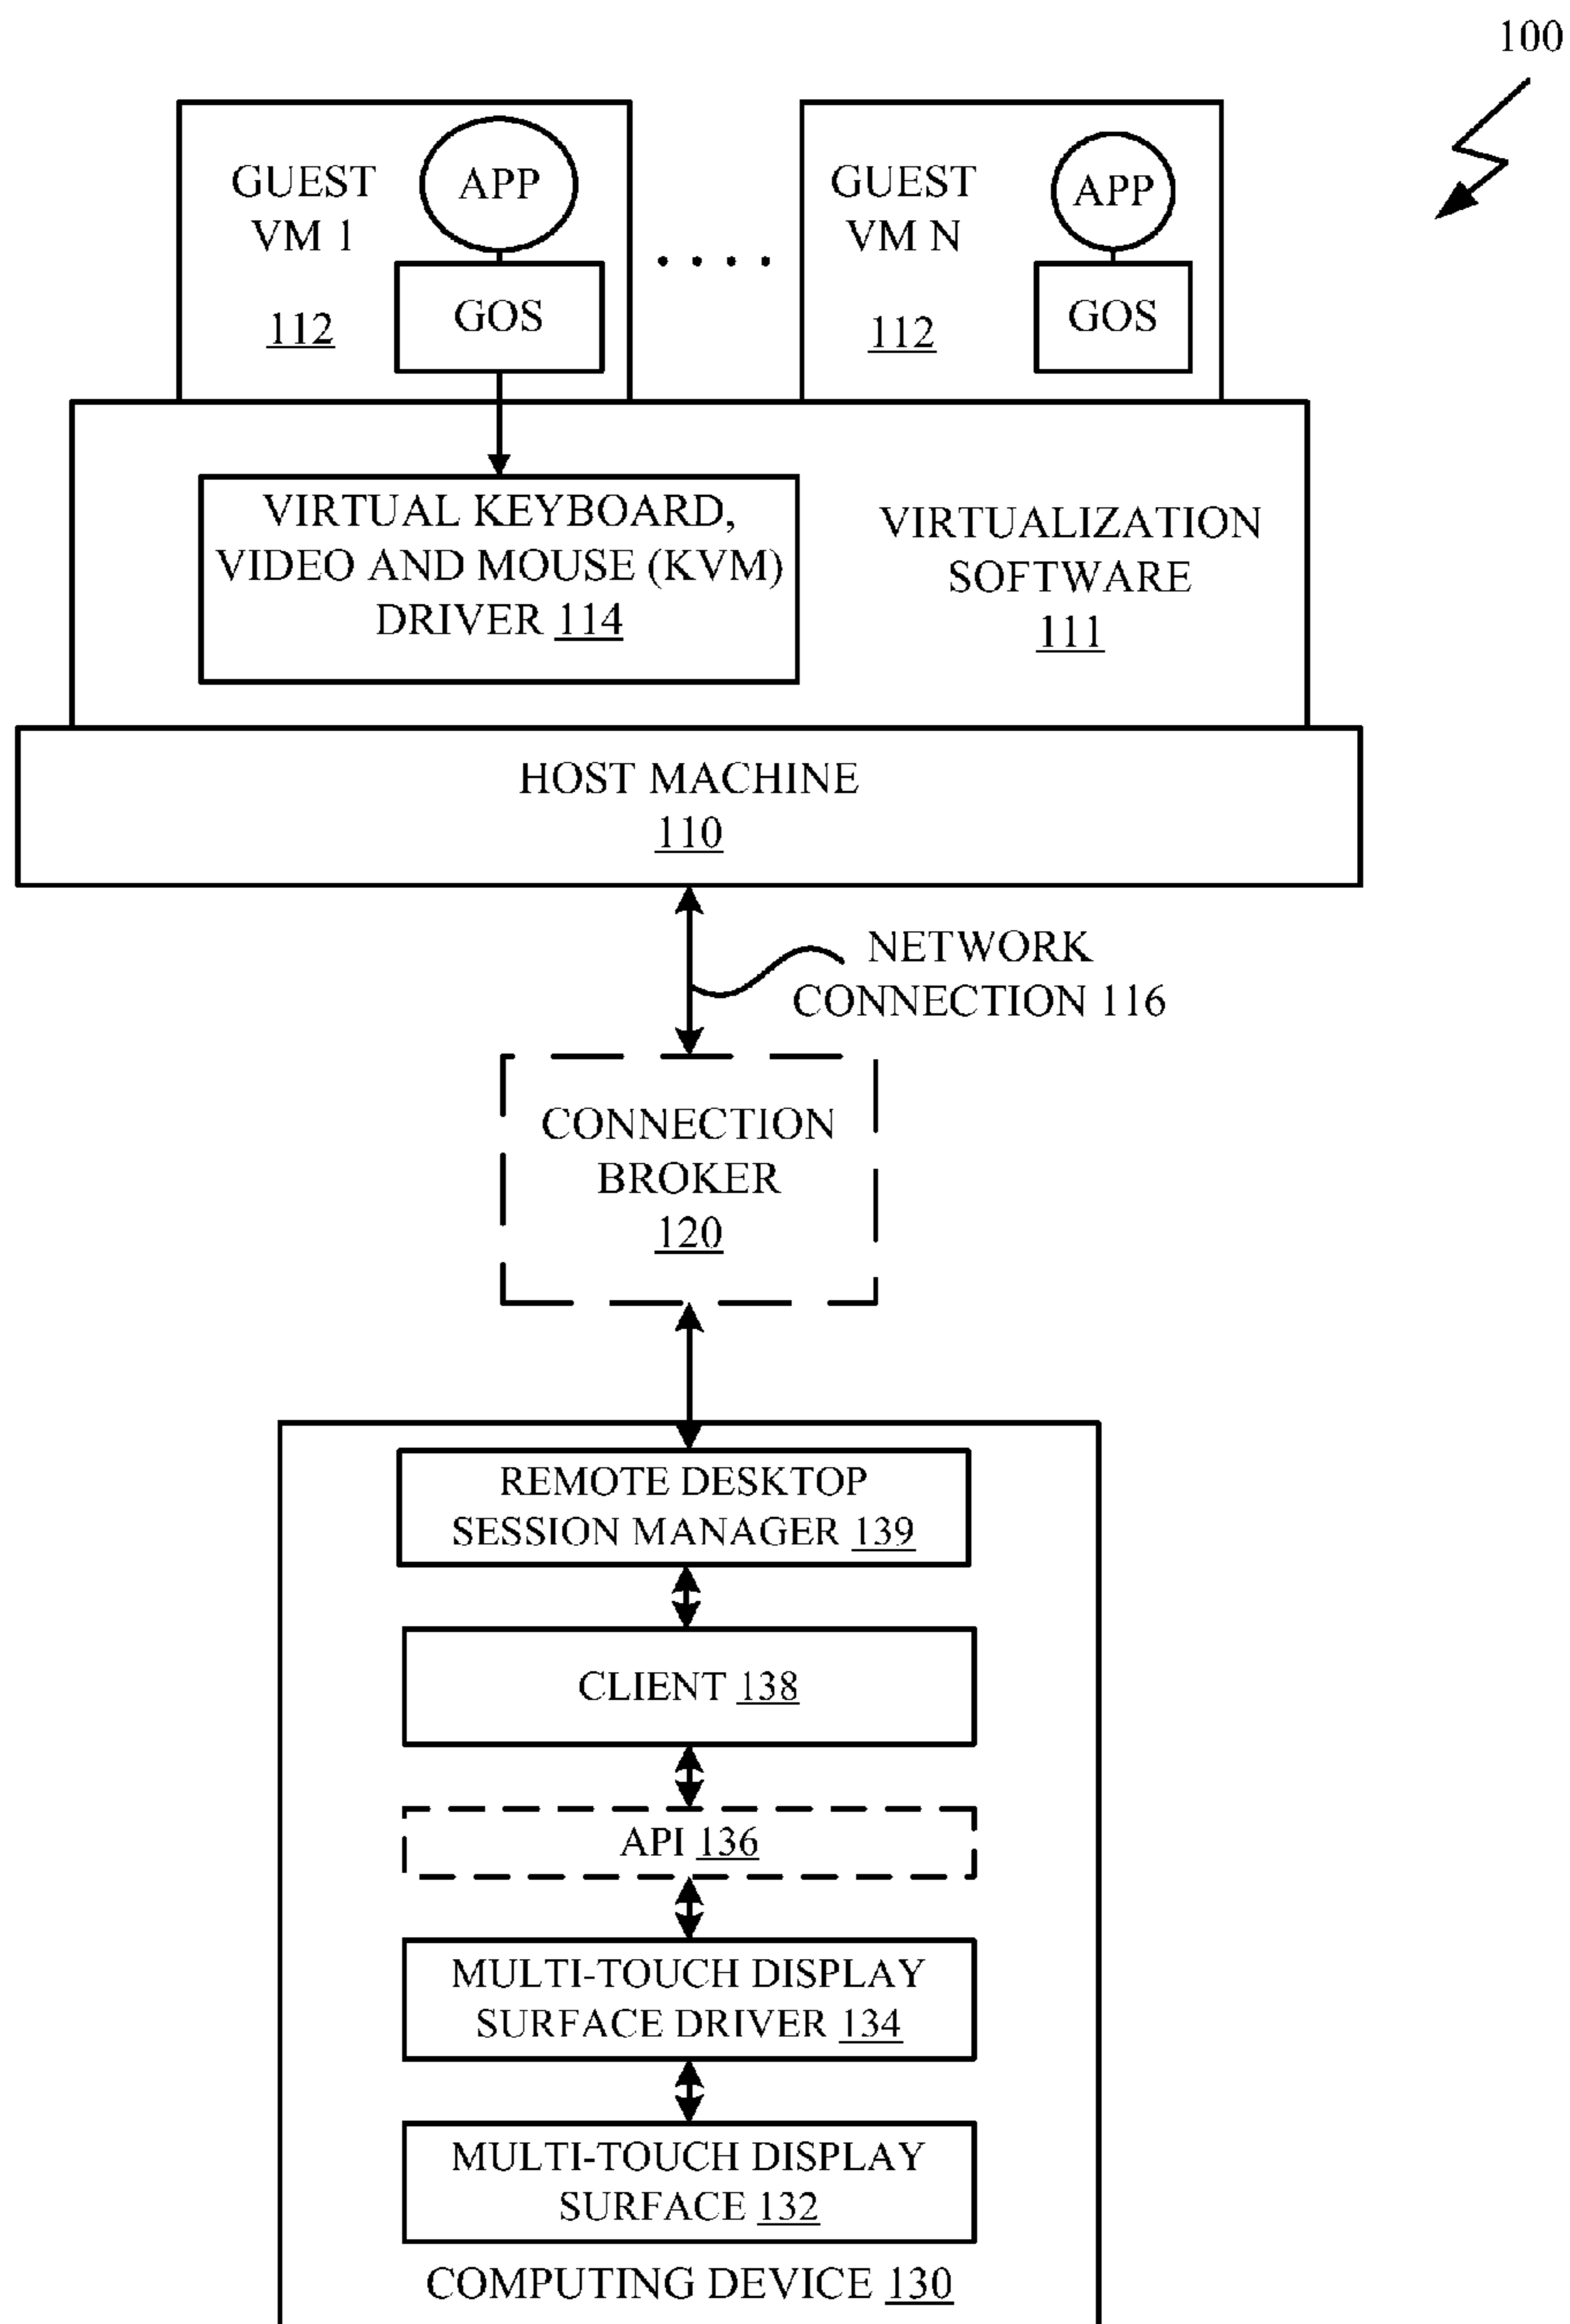 100
GUEST
VM 1
112
APP
GOS
. . . .
GUEST
VM N
112
APP
GOS
VIRTUAL KEYBOARD,
VIDEO AND MOUSE (KVM)
DRIVER 114
VIRTUALIZATION
SOFTWARE
111
HOST MACHINE
110
NETWORK
CONNECTION 116
CONNECTION
BROKER
120
REMOTE DESKTOP
SESSION MANAGER 139
CLIENT 138
API 136
MULTI-TOUCH DISPLAY
SURFACE DRIVER 134
MULTI-TOUCH DISPLAY
SURFACE 132
COMPUTING DEVICE 130